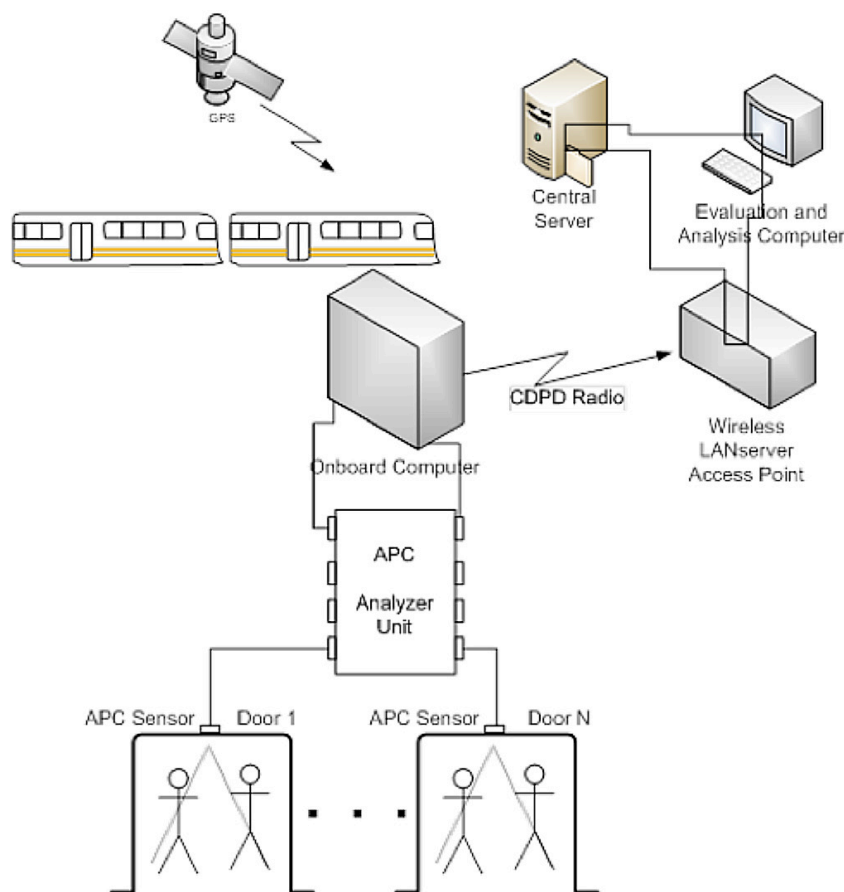 GPS
Central
Server
Evaluation and
Analysis Computer
CDPD Radio
Wireless
LANserver
Access Point
Onboard Computer
APC
Analyzer
Unit
APC Sensor
Door 1
APC Sensor
Door N